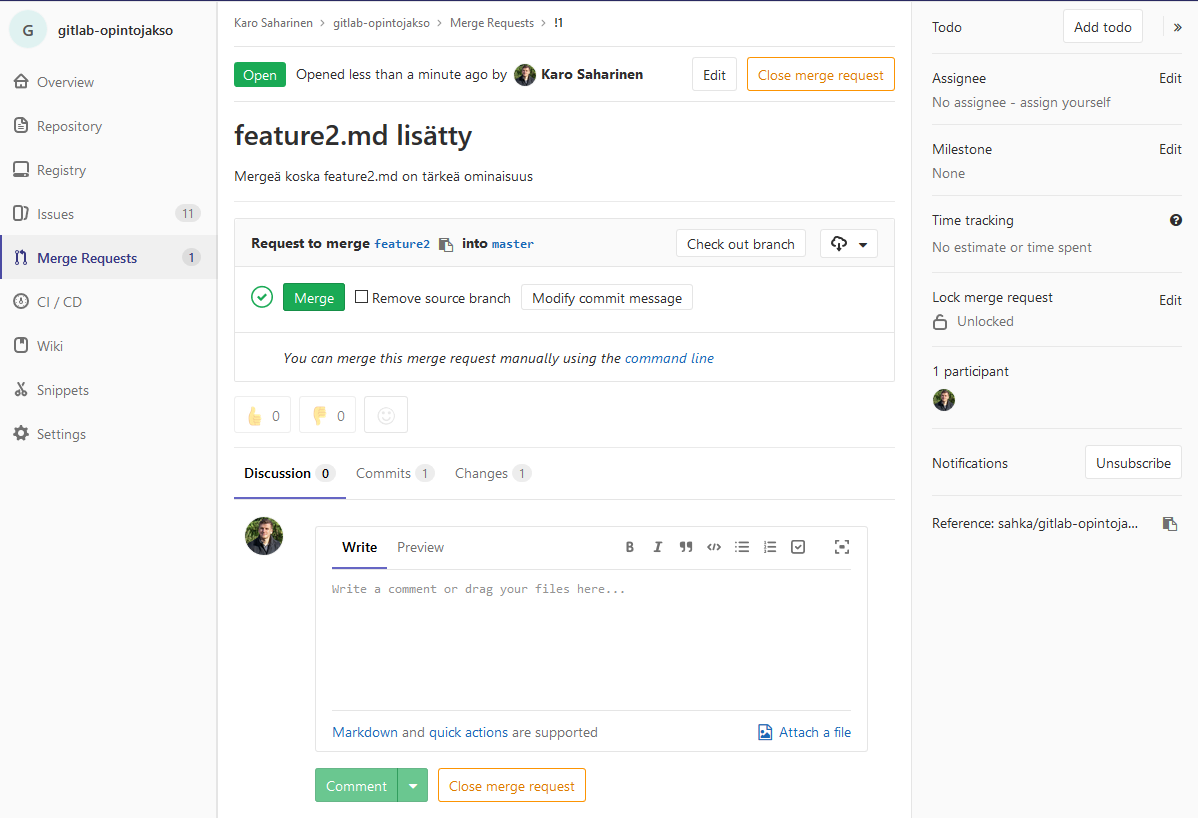 G gitlab-opintojakso
Overview
Repository
Registry
Issues 11
Merge Requests 1
CI / CD
Wiki
Snippets
Settings
Karo Saharinen > gitlab-opintojakso > Merge Requests > !1
Open Opened less than a minute ago by Karo Saharinen Edit Close merge request
feature2.md lisätty
Mergeä koska feature2.md on tärkeä ominaisuus
Request to merge feature2 into master Check out branch
Merge Remove source branch Modify commit message
You can merge this merge request manually using the command line
0 0
Discussion 0 Commits 1 Changes 1
Write Preview
Write a comment or drag your files here...
Markdown and quick actions are supported Attach a file
Comment Close merge request
Todo Add todo »
Assignee Edit
No assignee - assign yourself
Milestone Edit
None
Time tracking
No estimate or time spent
Lock merge request Edit
Unlocked
1 participant
Notifications Unsubscribe
Reference: sahka/gitlab-opintoja...